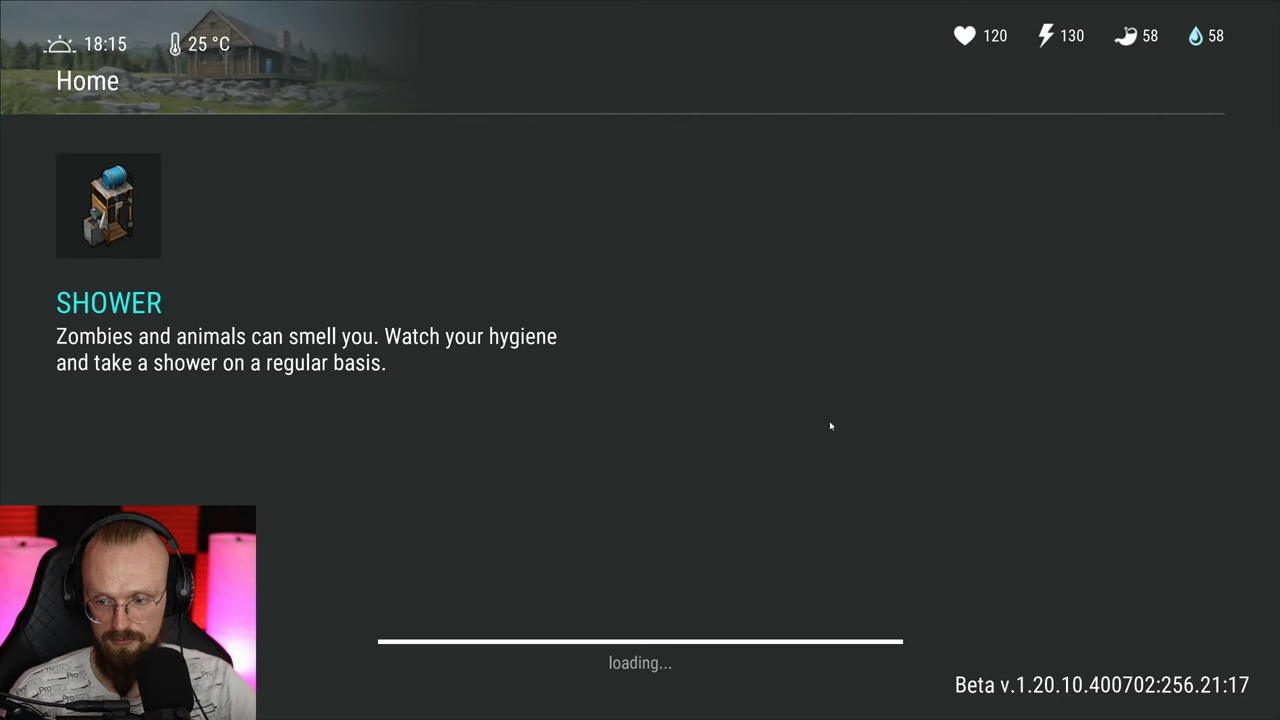 18:15 25 °C
120 130 58 58
Home
SHOWER
Zombies and animals can smell you. Watch your hygiene
and take a shower on a regular basis.
loading...
Beta v.1.20.10.400702:256.21:17